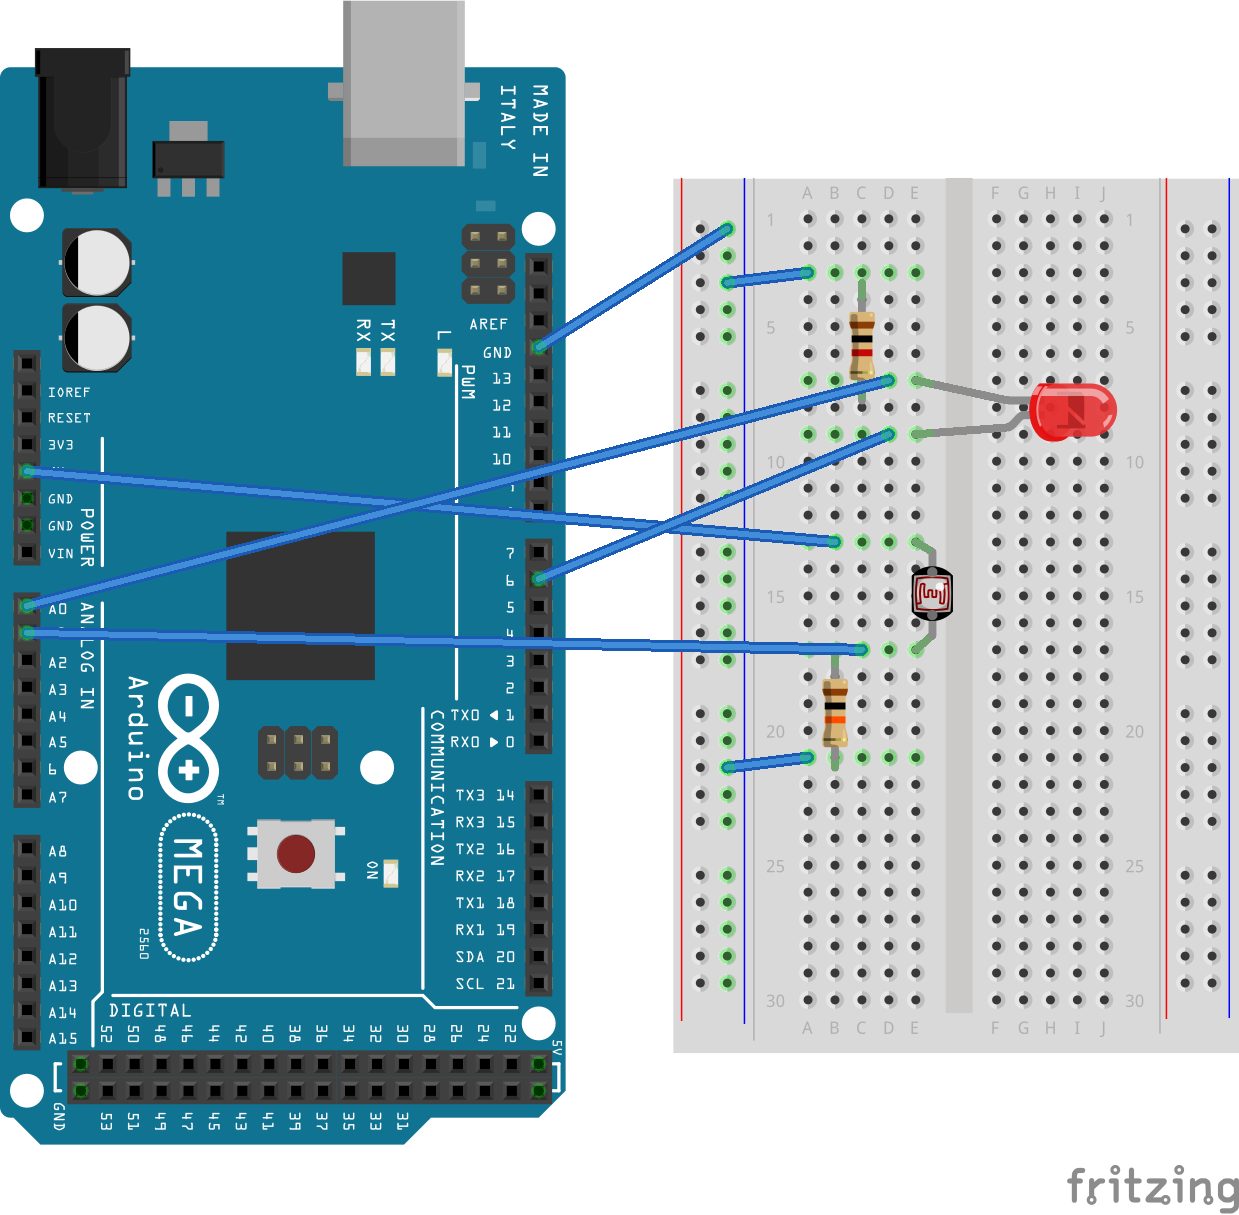 MADE IN
ITALY
RX
TX
L
AREF
GND
13
12
11
10
PWM
7
6
5
4
3
2
TX0 ◀ 1
RX0 ▶ 0
IOREF
RESET
3V3
GND
GND
VIN
POWER
A0
A2
A3
A4
A5
6
A7
ANALOG IN
A8
A9
A10
A11
A12
A13
A14
A15
Arduino
TM
MEGA
2560
ON
COMMUNICATION
TX3 14
RX3 15
TX2 16
RX2 17
TX1 18
RX1 19
SDA 20
SCL 21
DIGITAL
52 50 48 46 44 42 40 38 36 34 32 30 28 26 24 22
5V
GND
53 51 49 47 45 43 41 39 37 35 33 31
A B C D E F G H I J
1 1
5 5
10 10
15 15
20 20
25 25
30 30
A B C D E F G H I J
fritzing